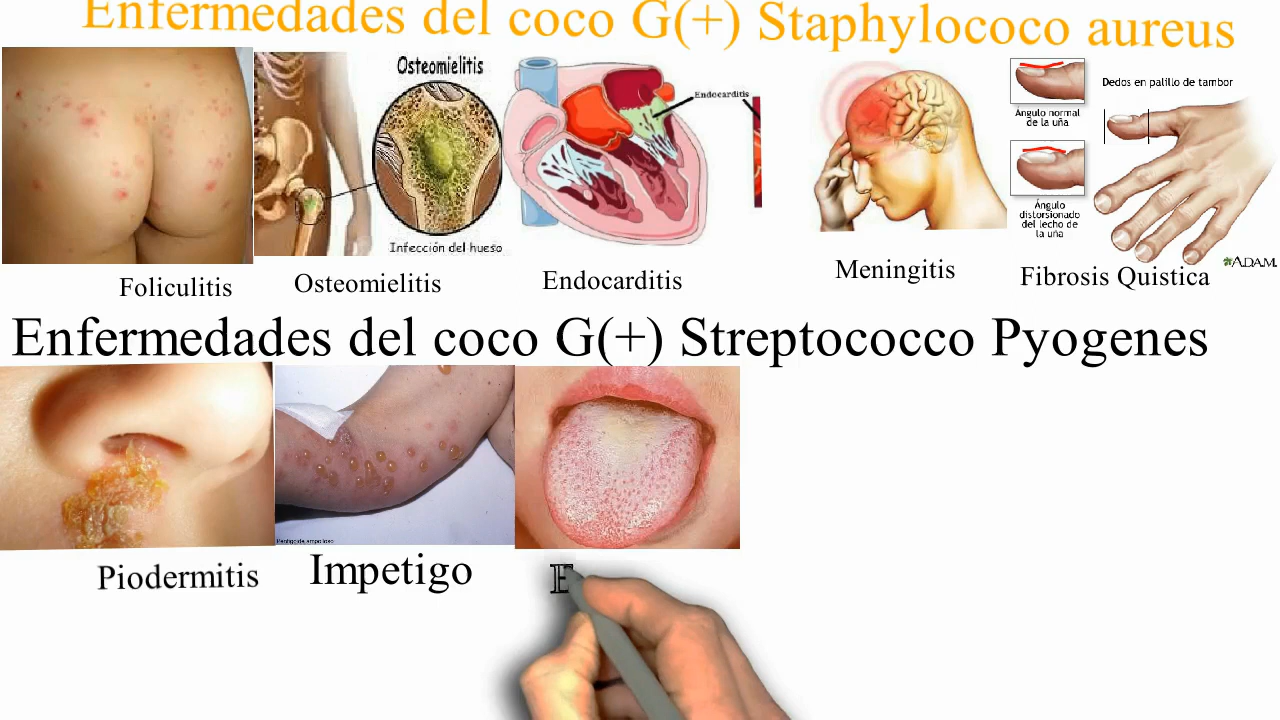 Enfermedades del coco G(+) Staphylococo aureus
Osteomielitis
Infección del hueso
Endocarditis
Dedos en palillo de tambor
Ángulo normal
de la uña
Ángulo
distorsionado
del lecho de
la uña
ADAM.
Foliculitis
Osteomielitis
Endocarditis
Meningitis
Fibrosis Quistica
Enfermedades del coco G(+) Streptococco Pyogenes
Piodermitis
Impetigo
E